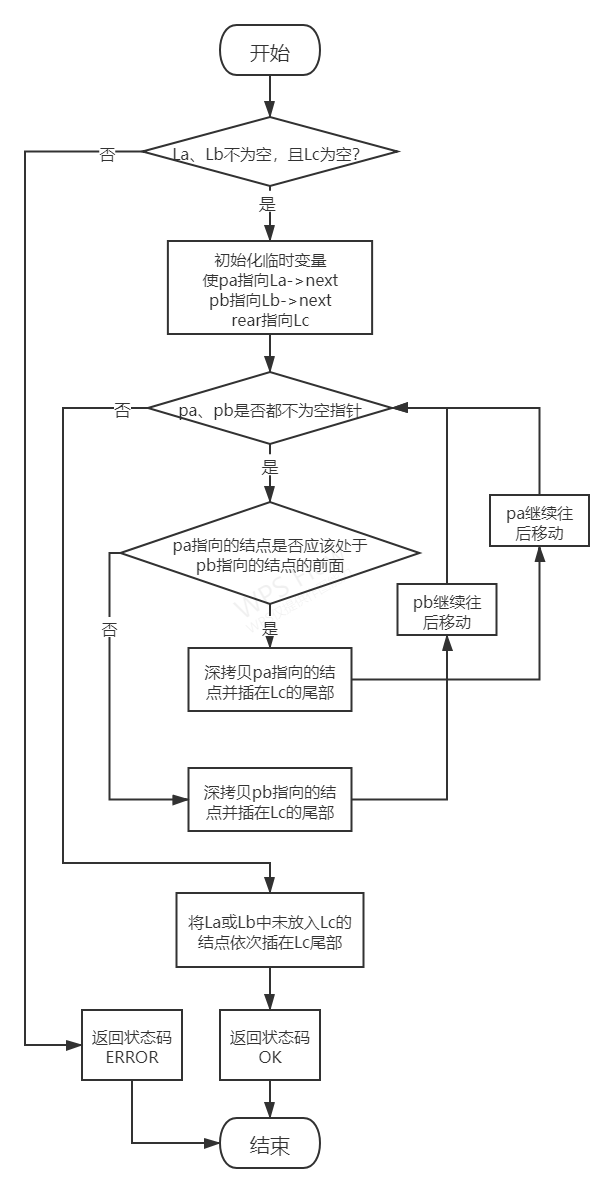 开始
La、Lb不为空，且Lc为空？
否
是
初始化临时变量
使pa指向La->next
pb指向Lb->next
rear指向Lc
pa、pb是否都不为空指针
否
是
pa继续往
后移动
pa指向的结点是否应该处于
pb指向的结点的前面
pb继续往
后移动
否
是
深拷贝pa指向的结
点并插在Lc的尾部
深拷贝pb指向的结
点并插在Lc的尾部
将La或Lb中未放入Lc的
结点依次插在Lc尾部
返回状态码
ERROR
返回状态码
OK
结束